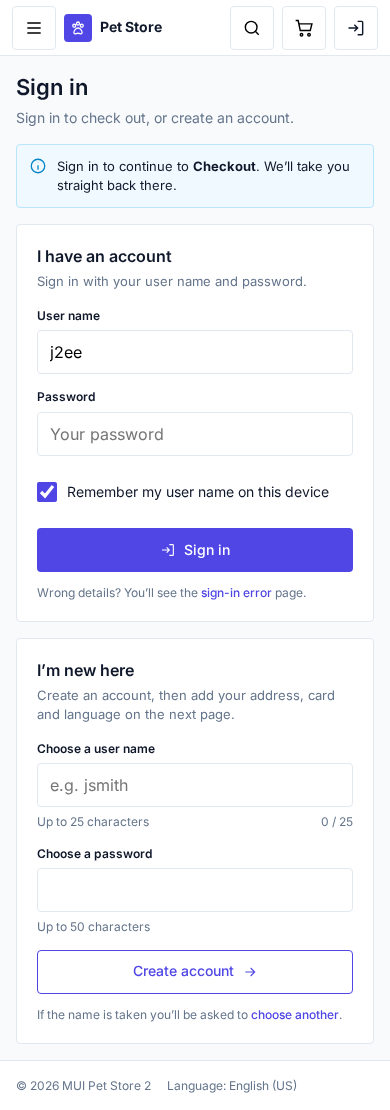 Pet Store
Sign in
Sign in to check out, or create an account.
Sign in to continue to Checkout. We’ll take you
straight back there.
I have an account
Sign in with your user name and password.
User name
j2ee
Password
Your password
Remember my user name on this device
Sign in
Wrong details? You’ll see the sign-in error page.
I’m new here
Create an account, then add your address, card
and language on the next page.
Choose a user name
e.g. jsmith
Up to 25 characters 0 / 25
Choose a password
Up to 50 characters
Create account →
If the name is taken you’ll be asked to choose another.
© 2026 MUI Pet Store 2 Language: English (US)